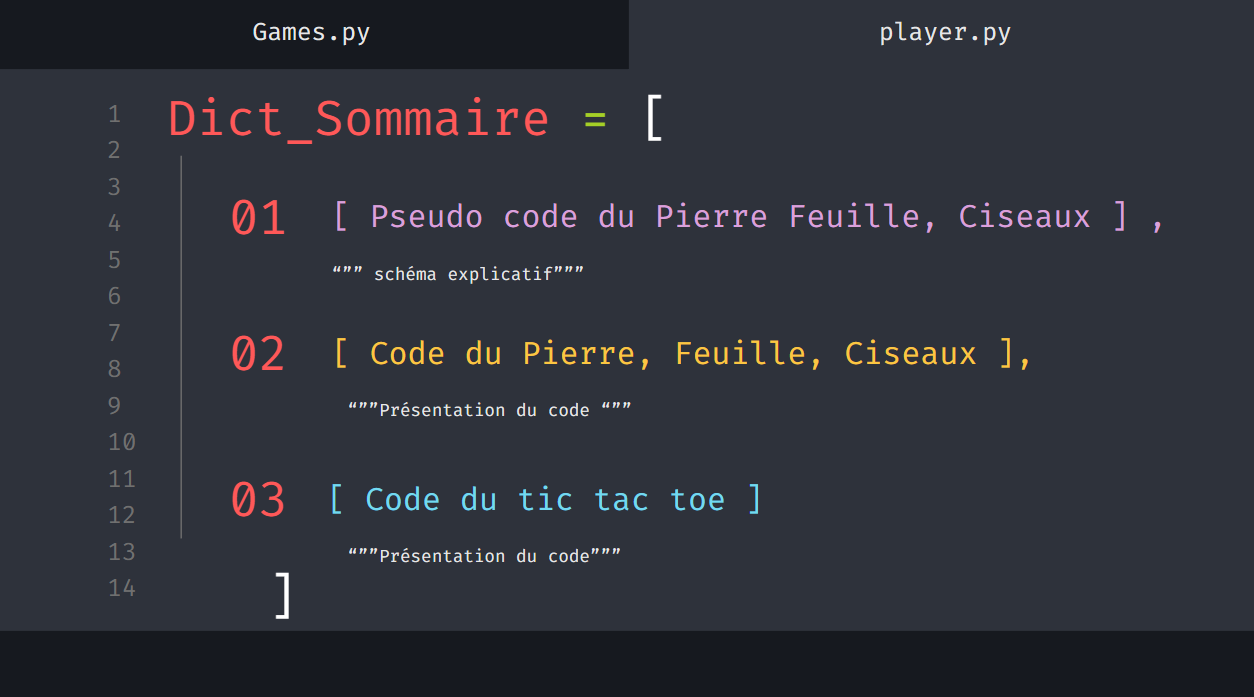 Games.py
player.py
1
Dict_Sommaire = [
2
3
01 [ Pseudo code du Pierre Feuille, Ciseaux ] ,
4
5
“”” schéma explicatif”””
6
7
02 [ Code du Pierre, Feuille, Ciseaux ],
8
9
“””Présentation du code “””
10
11
03 [ Code du tic tac toe ]
12
13
“””Présentation du code”””
14
]